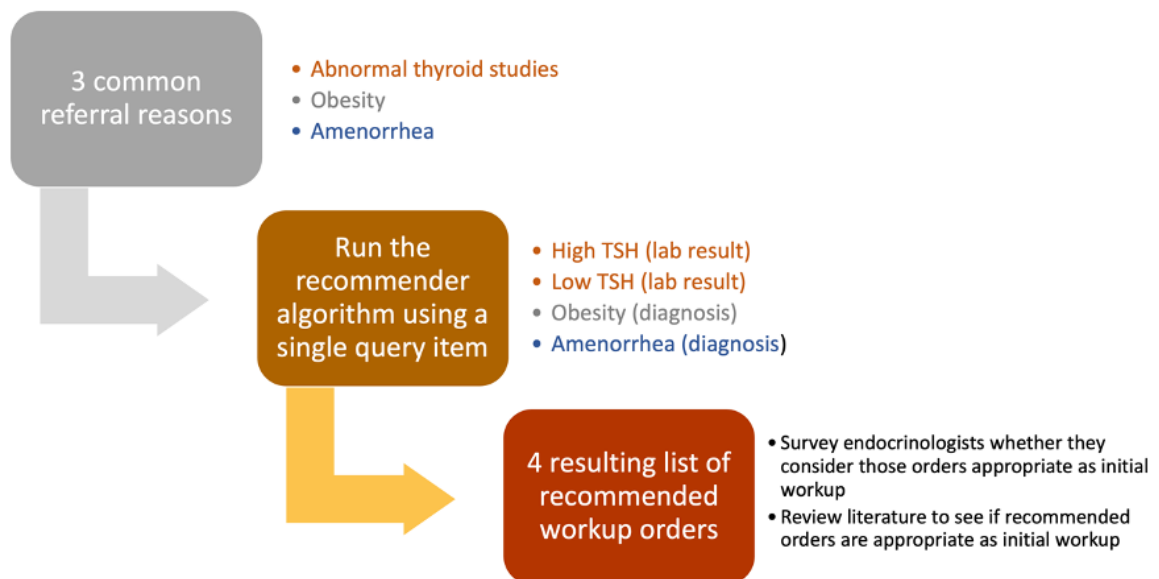 3 common
referral reasons
• Abnormal thyroid studies
• Obesity
• Amenorrhea
Run the
recommender
algorithm using a
single query item
• High TSH (lab result)
• Low TSH (lab result)
• Obesity (diagnosis)
• Amenorrhea (diagnosis)
4 resulting list of
recommended
workup orders
• Survey endocrinologists whether they
consider those orders appropriate as initial
workup
• Review literature to see if recommended
orders are appropriate as initial workup